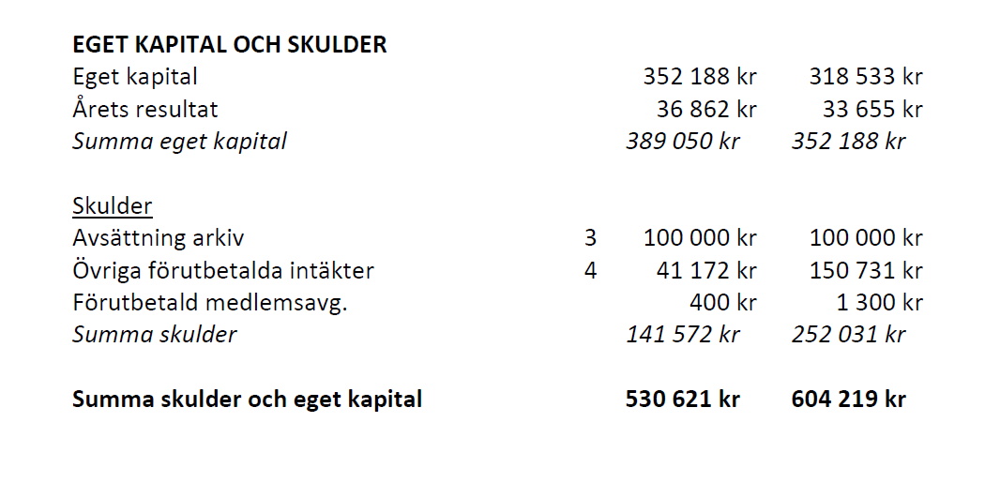 EGET KAPITAL OCH SKULDER
Eget kapital 352 188 kr 318 533 kr
Årets resultat 36 862 kr 33 655 kr
Summa eget kapital 389 050 kr 352 188 kr
Skulder
Avsättning arkiv 3 100 000 kr 100 000 kr
Övriga förutbetalda intäkter 4 41 172 kr 150 731 kr
Förutbetald medlemsavg. 400 kr 1 300 kr
Summa skulder 141 572 kr 252 031 kr
Summa skulder och eget kapital 530 621 kr 604 219 kr